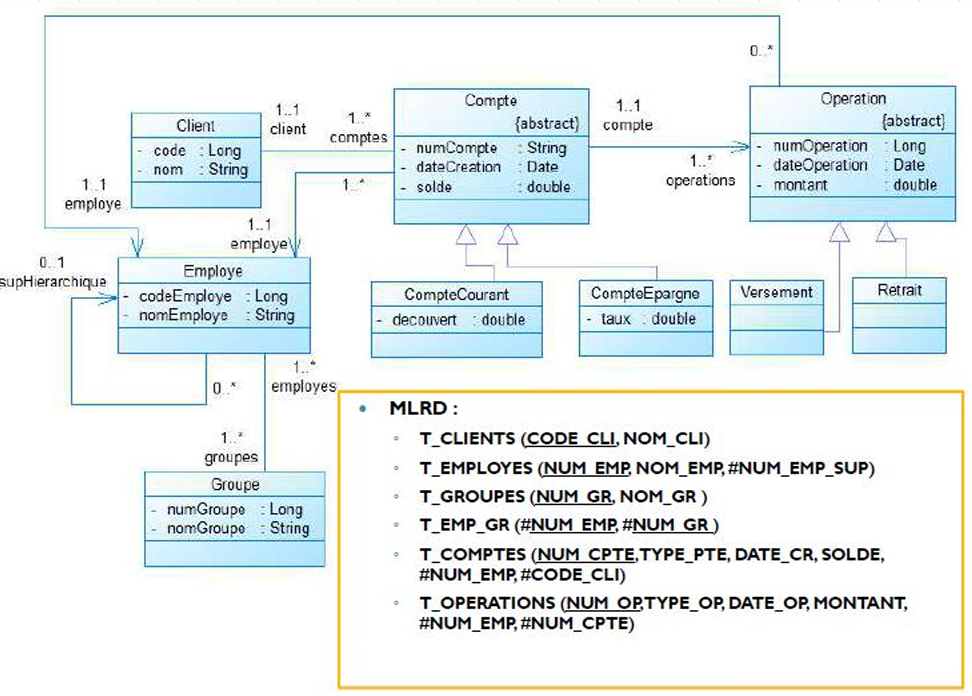 0..*
Client
- code : Long
- nom : String
1..1
client
1..*
comptes
Compte
{abstract}
- numCompte : String
- dateCreation : Date
- solde : double
1..1
compte
1..*
operations
Operation
{abstract}
- numOperation : Long
- dateOperation : Date
- montant : double
1..1
employe
1..*
1..1
employe
0..1
supHierarchique
Employe
- codeEmploye : Long
- nomEmploye : String
CompteCourant
- decouvert : double
CompteEpargne
- taux : double
Versement
Retrait
0..*
1..*
employes
1..*
groupes
Groupe
- numGroupe : Long
- nomGroupe : String
• MLRD :
◦ T_CLIENTS (CODE_CLI, NOM_CLI)
◦ T_EMPLOYES (NUM_EMP, NOM_EMP, #NUM_EMP_SUP)
◦ T_GROUPES (NUM_GR, NOM_GR )
◦ T_EMP_GR (#NUM_EMP, #NUM_GR )
◦ T_COMPTES (NUM_CPTE,TYPE_PTE, DATE_CR, SOLDE,
#NUM_EMP, #CODE_CLI)
◦ T_OPERATIONS (NUM_OP,TYPE_OP, DATE_OP, MONTANT,
#NUM_EMP, #NUM_CPTE)